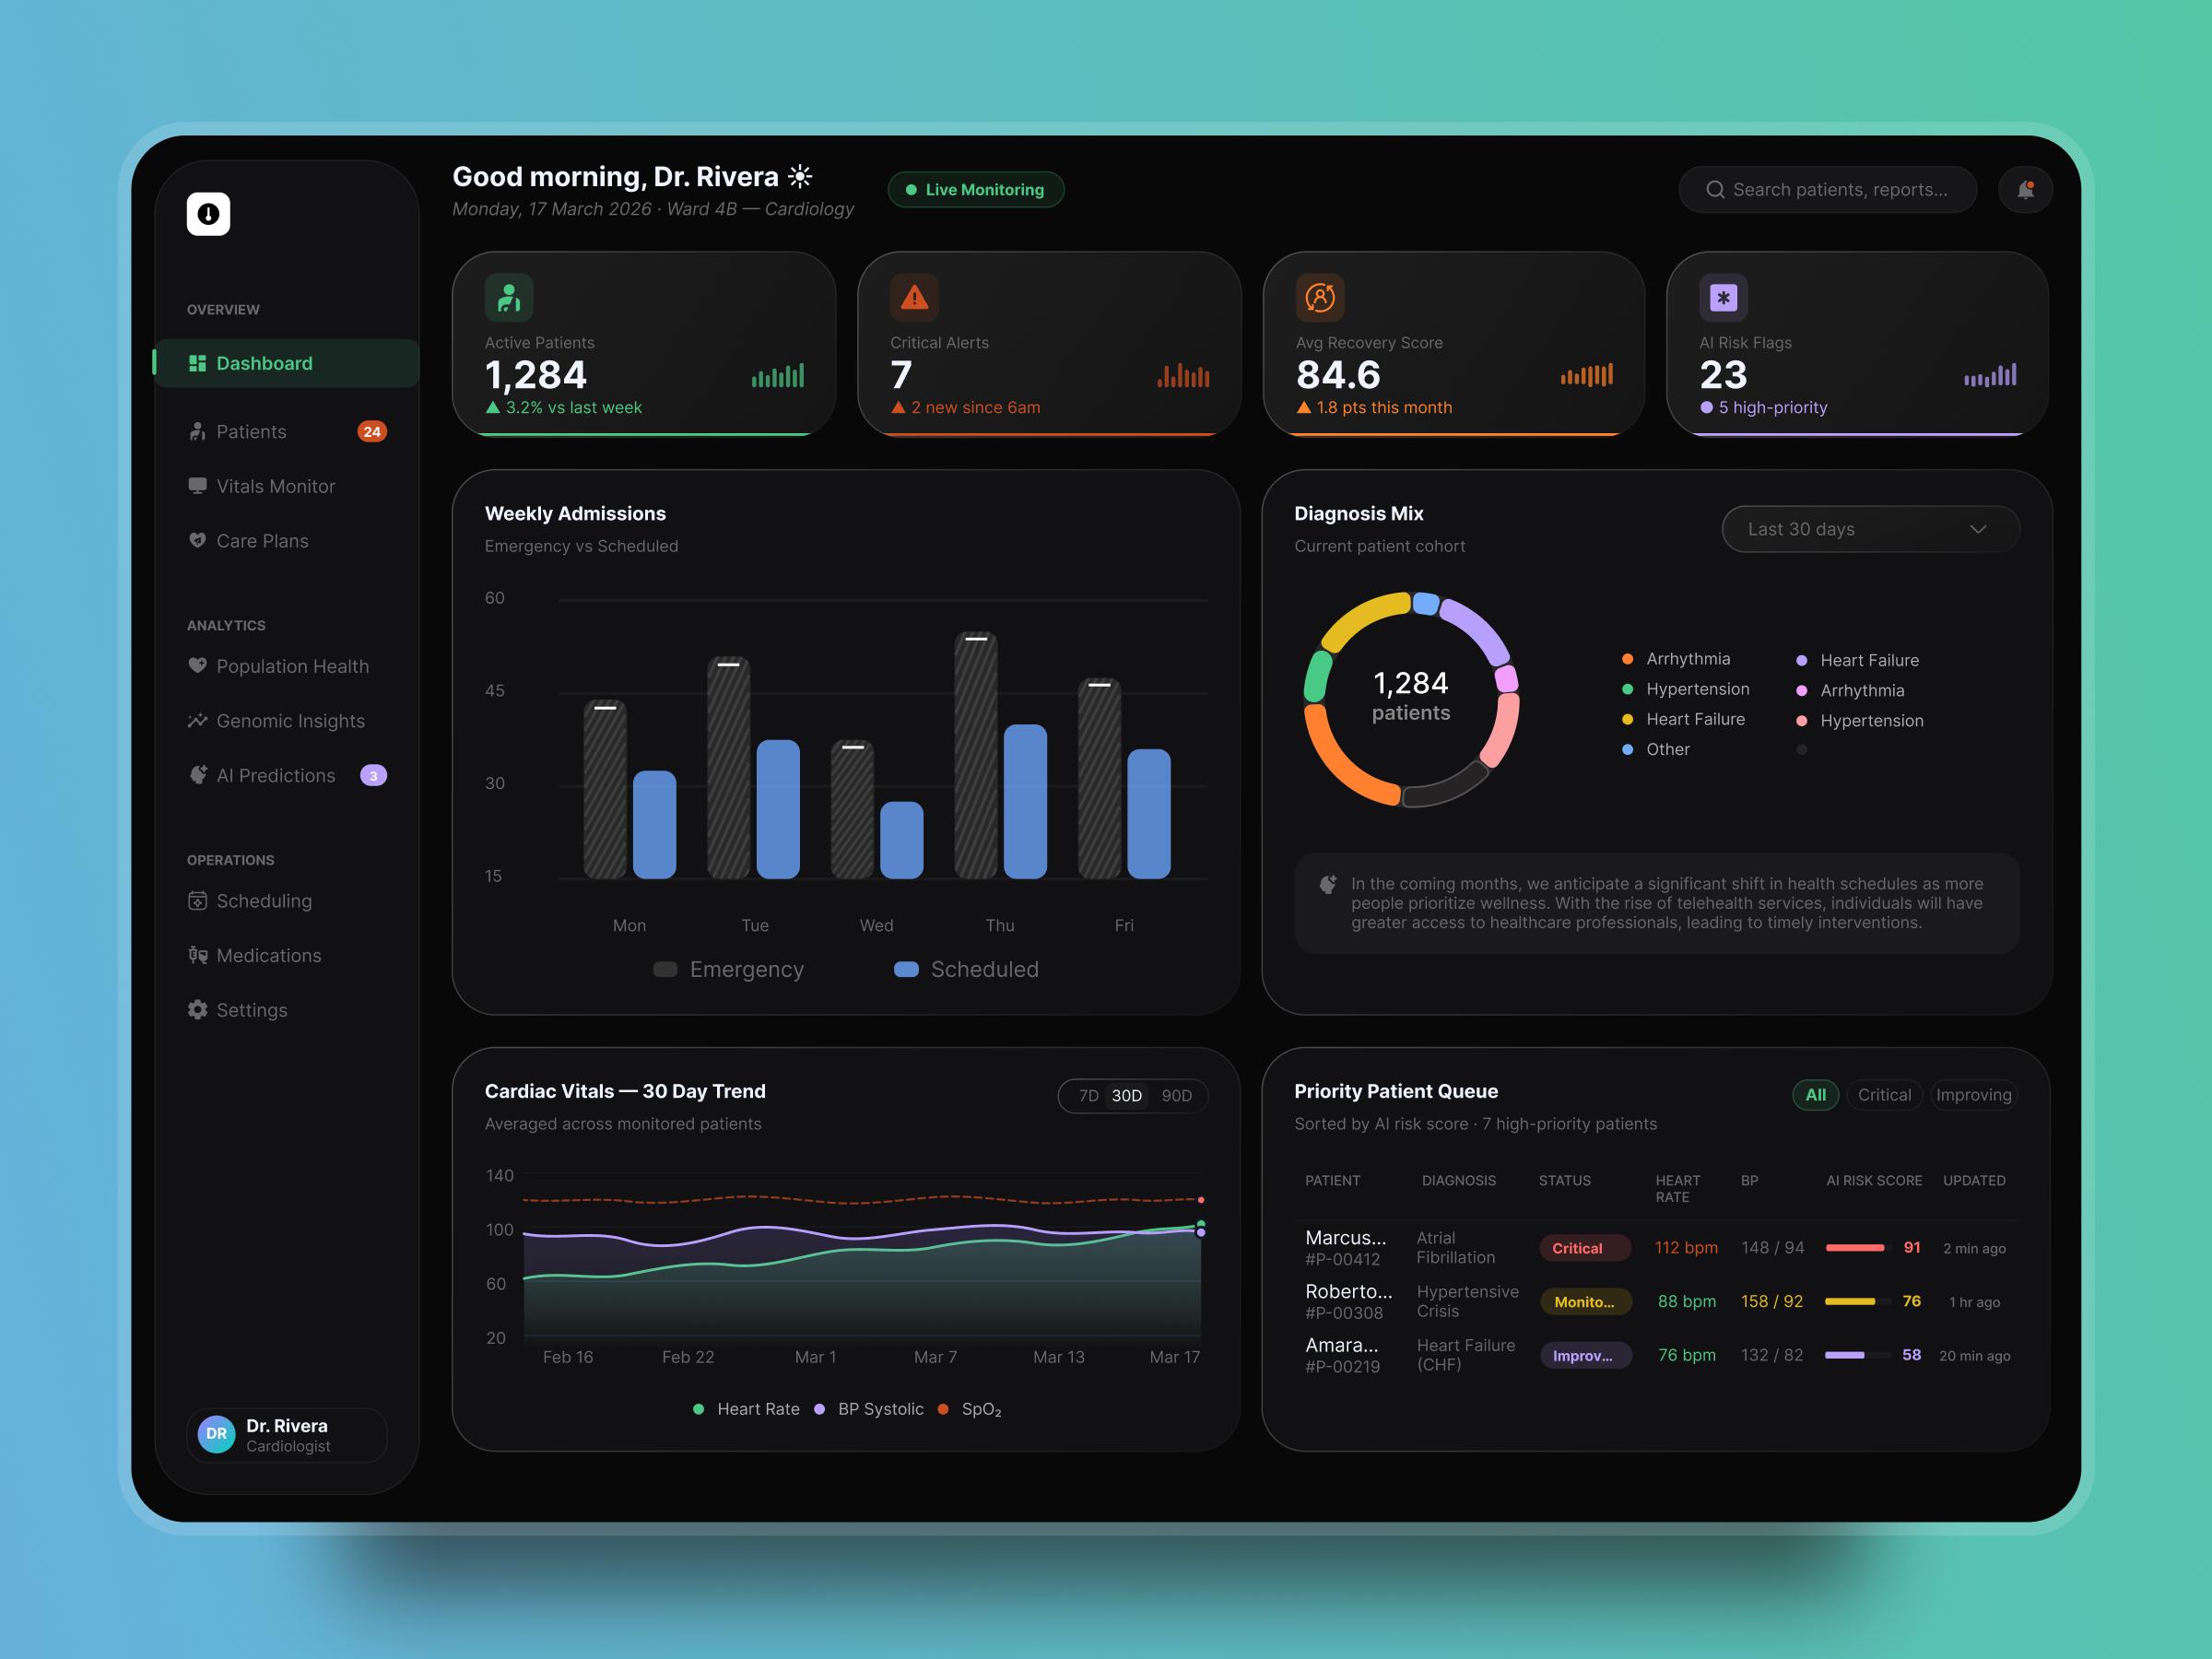 Good morning, Dr. Rivera
Monday, 17 March 2026 · Ward 4B — Cardiology
Live Monitoring
Search patients, reports...
OVERVIEW
Dashboard
Patients
24
Vitals Monitor
Care Plans
ANALYTICS
Population Health
Genomic Insights
AI Predictions
3
OPERATIONS
Scheduling
Medications
Settings
DR
Dr. Rivera
Cardiologist
Active Patients
1,284
3.2% vs last week
Critical Alerts
7
2 new since 6am
Avg Recovery Score
84.6
1.8 pts this month
AI Risk Flags
23
5 high-priority
Weekly Admissions
Emergency vs Scheduled
60
45
30
15
Mon Tue Wed Thu Fri
Emergency Scheduled
Diagnosis Mix
Current patient cohort
Last 30 days
1,284
patients
Arrhythmia
Hypertension
Heart Failure
Other
Heart Failure
Arrhythmia
Hypertension
In the coming months, we anticipate a significant shift in health schedules as more
people prioritize wellness. With the rise of telehealth services, individuals will have
greater access to healthcare professionals, leading to timely interventions.
Cardiac Vitals — 30 Day Trend
Averaged across monitored patients
7D 30D 90D
140
100
60
20
Feb 16 Feb 22 Mar 1 Mar 7 Mar 13 Mar 17
Heart Rate BP Systolic SpO₂
Priority Patient Queue
Sorted by AI risk score · 7 high-priority patients
All Critical Improving
PATIENT DIAGNOSIS STATUS HEART RATE BP AI RISK SCORE UPDATED
Marcus...
#P-00412
Atrial
Fibrillation
Critical
112 bpm
148 / 94
91
2 min ago
Roberto...
#P-00308
Hypertensive
Crisis
Monito...
88 bpm
158 / 92
76
1 hr ago
Amara...
#P-00219
Heart Failure
(CHF)
Improv...
76 bpm
132 / 82
58
20 min ago